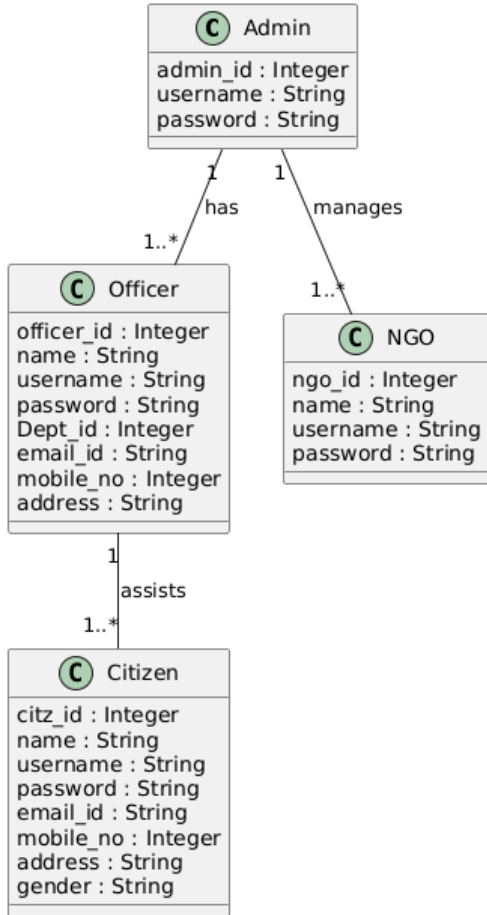 C Admin
admin_id : Integer
username : String
password : String
1
1
has
manages
1..*
1..*
C Officer
officer_id : Integer
name : String
username : String
password : String
Dept_id : Integer
email_id : String
mobile_no : Integer
address : String
C NGO
ngo_id : Integer
name : String
username : String
password : String
1
assists
1..*
C Citizen
citz_id : Integer
name : String
username : String
password : String
email_id : String
mobile_no : Integer
address : String
gender : String